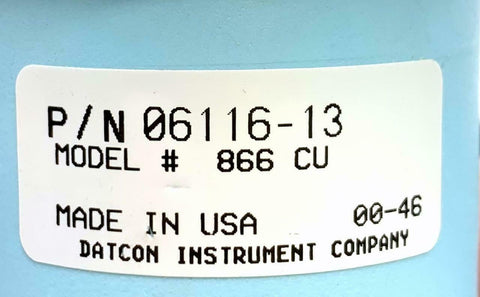 P/N 06116-13
MODEL # 866 CU
MADE IN USA 00-46
DATCON INSTRUMENT COMPANY